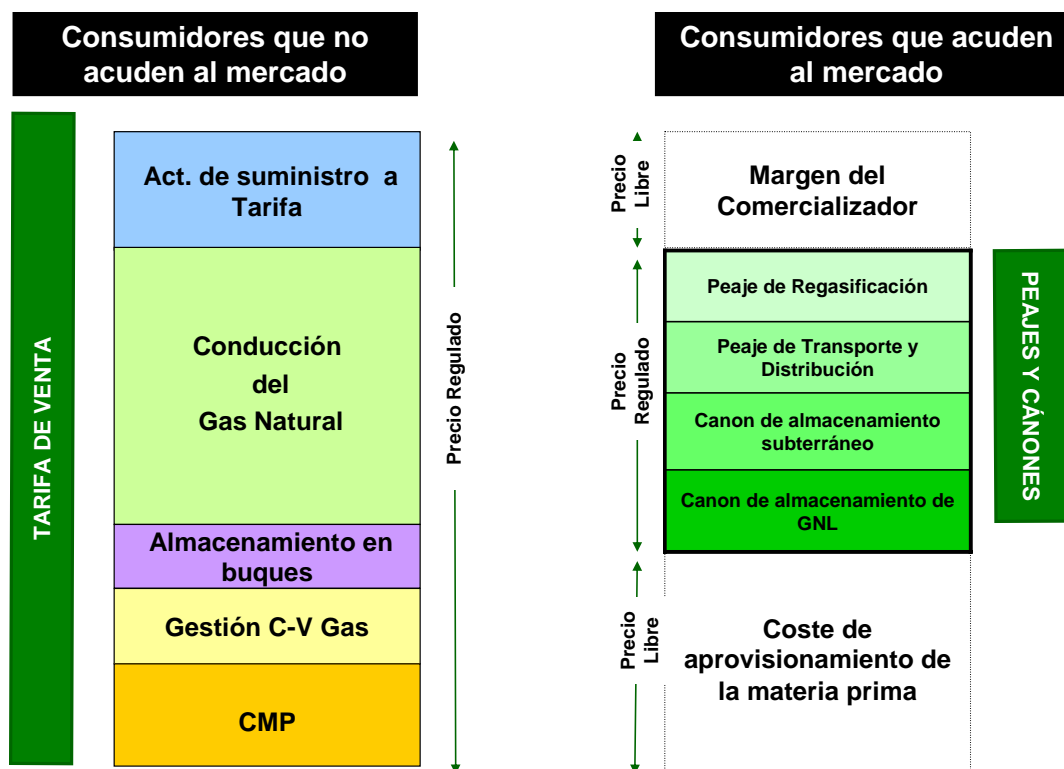 Consumidores que no
acuden al mercado
Consumidores que acuden
al mercado
TARIFA DE VENTA
Act. de suministro a
Tarifa
Conducción
del
Gas Natural
Almacenamiento en
buques
Gestión C-V Gas
CMP
Precio Regulado
Precio
Libre
Margen del
Comercializador
Precio
Regulado
Peaje de Regasificación
Peaje de Transporte y
Distribución
Canon de almacenamiento
subterráneo
Canon de almacenamiento de
GNL
PEAJES Y CÁNONES
Precio
Libre
Coste de
aprovisionamiento de
la materia prima